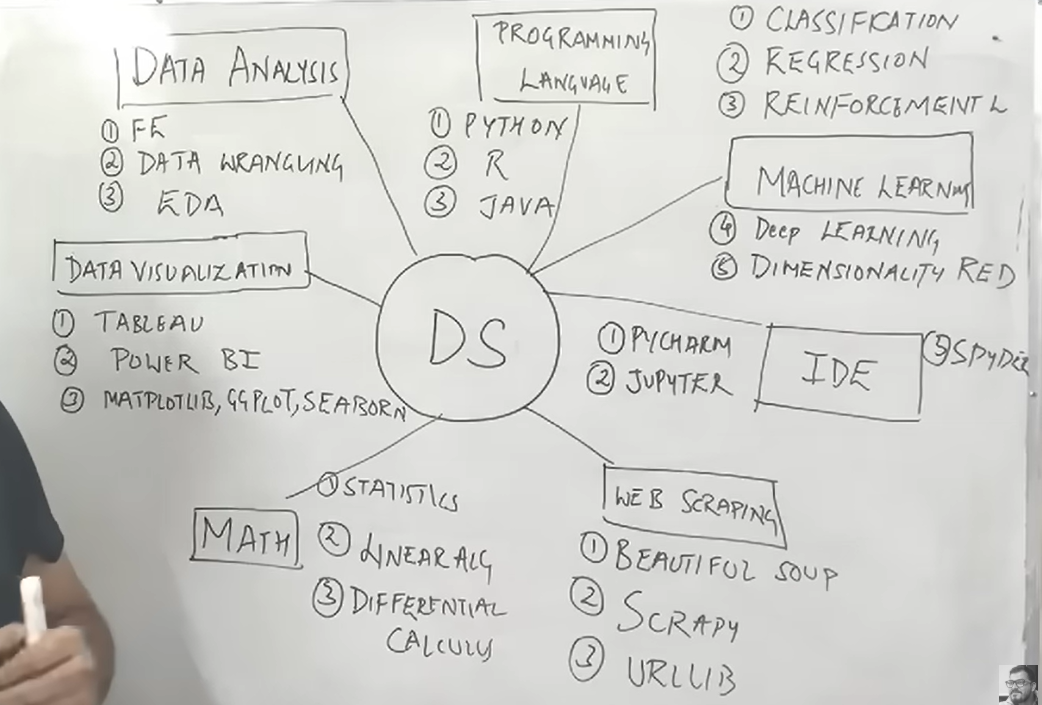 DATA ANALYSIS
① FE
② DATA WRANGLING
③ EDA
PROGRAMMING
LANGUAGE
① PYTHON
② R
③ JAVA
① CLASSIFICATION
② REGRESSION
③ REINFORCEMENT L
MACHINE LEARNING
④ Deep LEARNING
⑤ DIMENSIONALITY RED
DATA VISUALIZATION
① TABLEAU
② POWER BI
③ MATPLOTLIB, GGPLOT, SEABORN
DS
① PYCHARM
② JUPYTER
IDE
③ SPYDER
MATH
① STATISTICS
② LINEAR ALG
③ DIFFERENTIAL
CALCULUS
WEB SCRAPING
① BEAUTIFUL SOUP
② SCRAPY
③ URLLIB